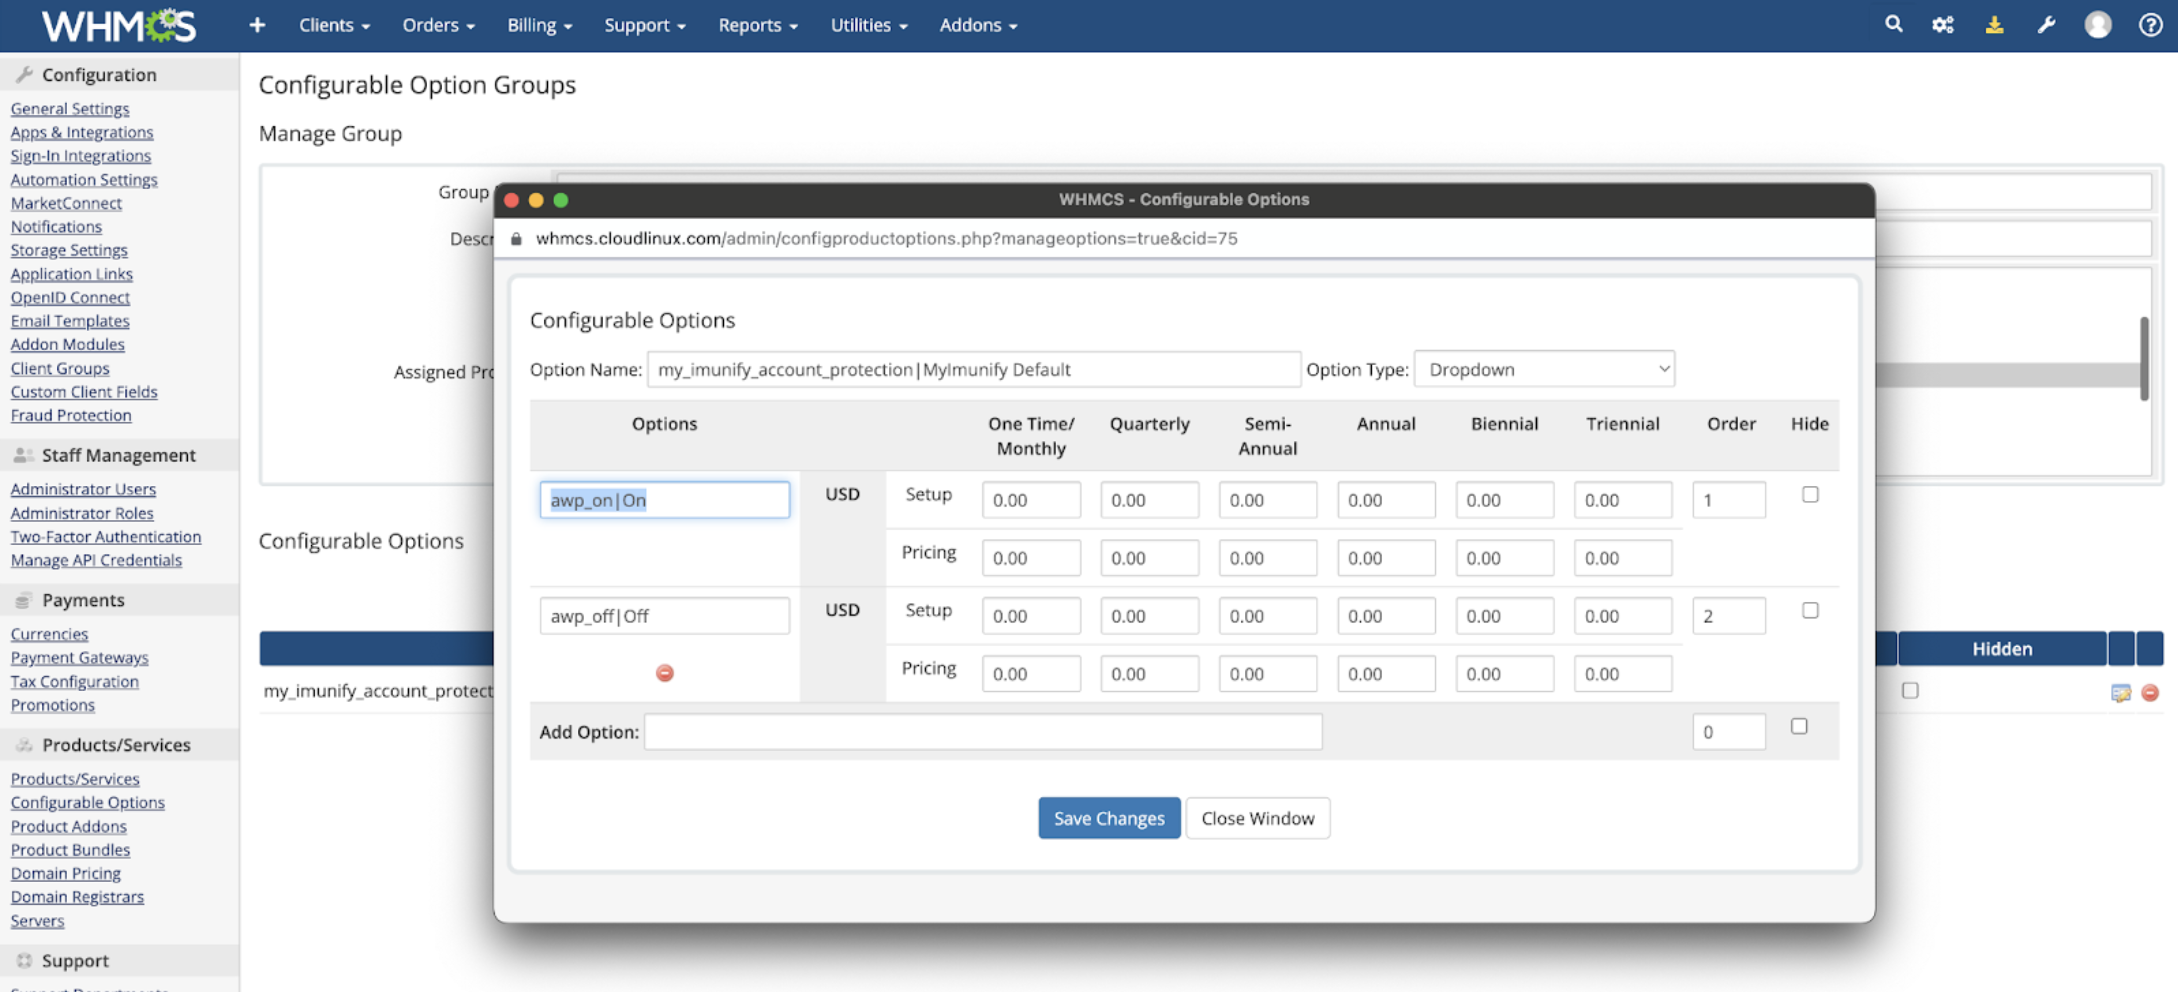 WHMCS
+ Clients Orders Billing Support Reports Utilities Addons
Configuration
General Settings
Apps & Integrations
Sign-In Integrations
Automation Settings
MarketConnect
Notifications
Storage Settings
Application Links
OpenID Connect
Email Templates
Addon Modules
Client Groups
Custom Client Fields
Fraud Protection
Staff Management
Administrator Users
Administrator Roles
Two-Factor Authentication
Manage API Credentials
Payments
Currencies
Payment Gateways
Tax Configuration
Promotions
Products/Services
Products/Services
Configurable Options
Product Addons
Product Bundles
Domain Pricing
Domain Registrars
Servers
Support
Configurable Option Groups
Manage Group
Group
Descr
Assigned Pro
Configurable Options
Hidden
my_imunify_account_protect
WHMCS - Configurable Options
whmcs.cloudlinux.com/admin/configproductoptions.php?manageoptions=true&cid=75
Configurable Options
Option Name: my_imunify_account_protection|MyImunify Default Option Type: Dropdown
Options One Time/ Monthly Quarterly Semi-Annual Annual Biennial Triennial Order Hide
awp_on|On USD Setup 0.00 0.00 0.00 0.00 0.00 0.00 1
Pricing 0.00 0.00 0.00 0.00 0.00 0.00
awp_off|Off USD Setup 0.00 0.00 0.00 0.00 0.00 0.00 2
Pricing 0.00 0.00 0.00 0.00 0.00 0.00
Add Option: 0
Save Changes Close Window